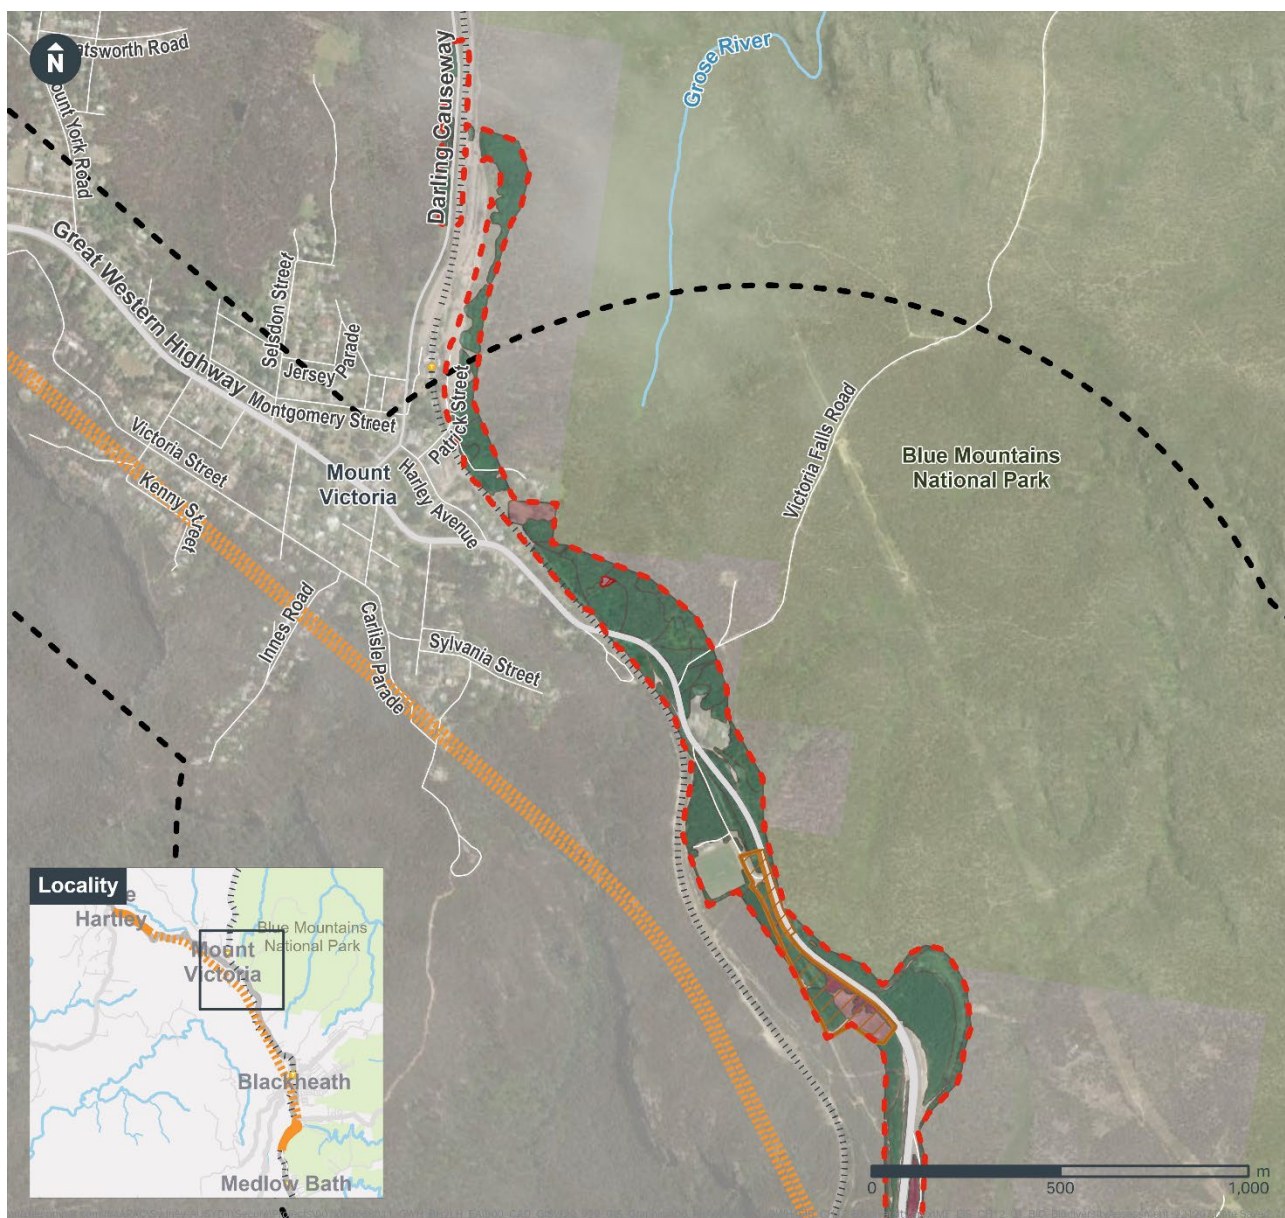 N
atsworth Road
ount York Road
Darling Causeway
Grose River
Great Western Highway
Selsdon Street
Jersey Parade
Montgomery Street
Patrick Street
Victoria Street
Mount
Victoria
Harley Avenue
Kenny Street
Victoria Falls Road
Blue Mountains
National Park
Innes Road
Carlisle Parade
Sylvania Street
Locality
e
Hartley
Mount
Victoria
Blue Mountains
National Park
Blackheath
Medlow Bath
m
0
500
1,000